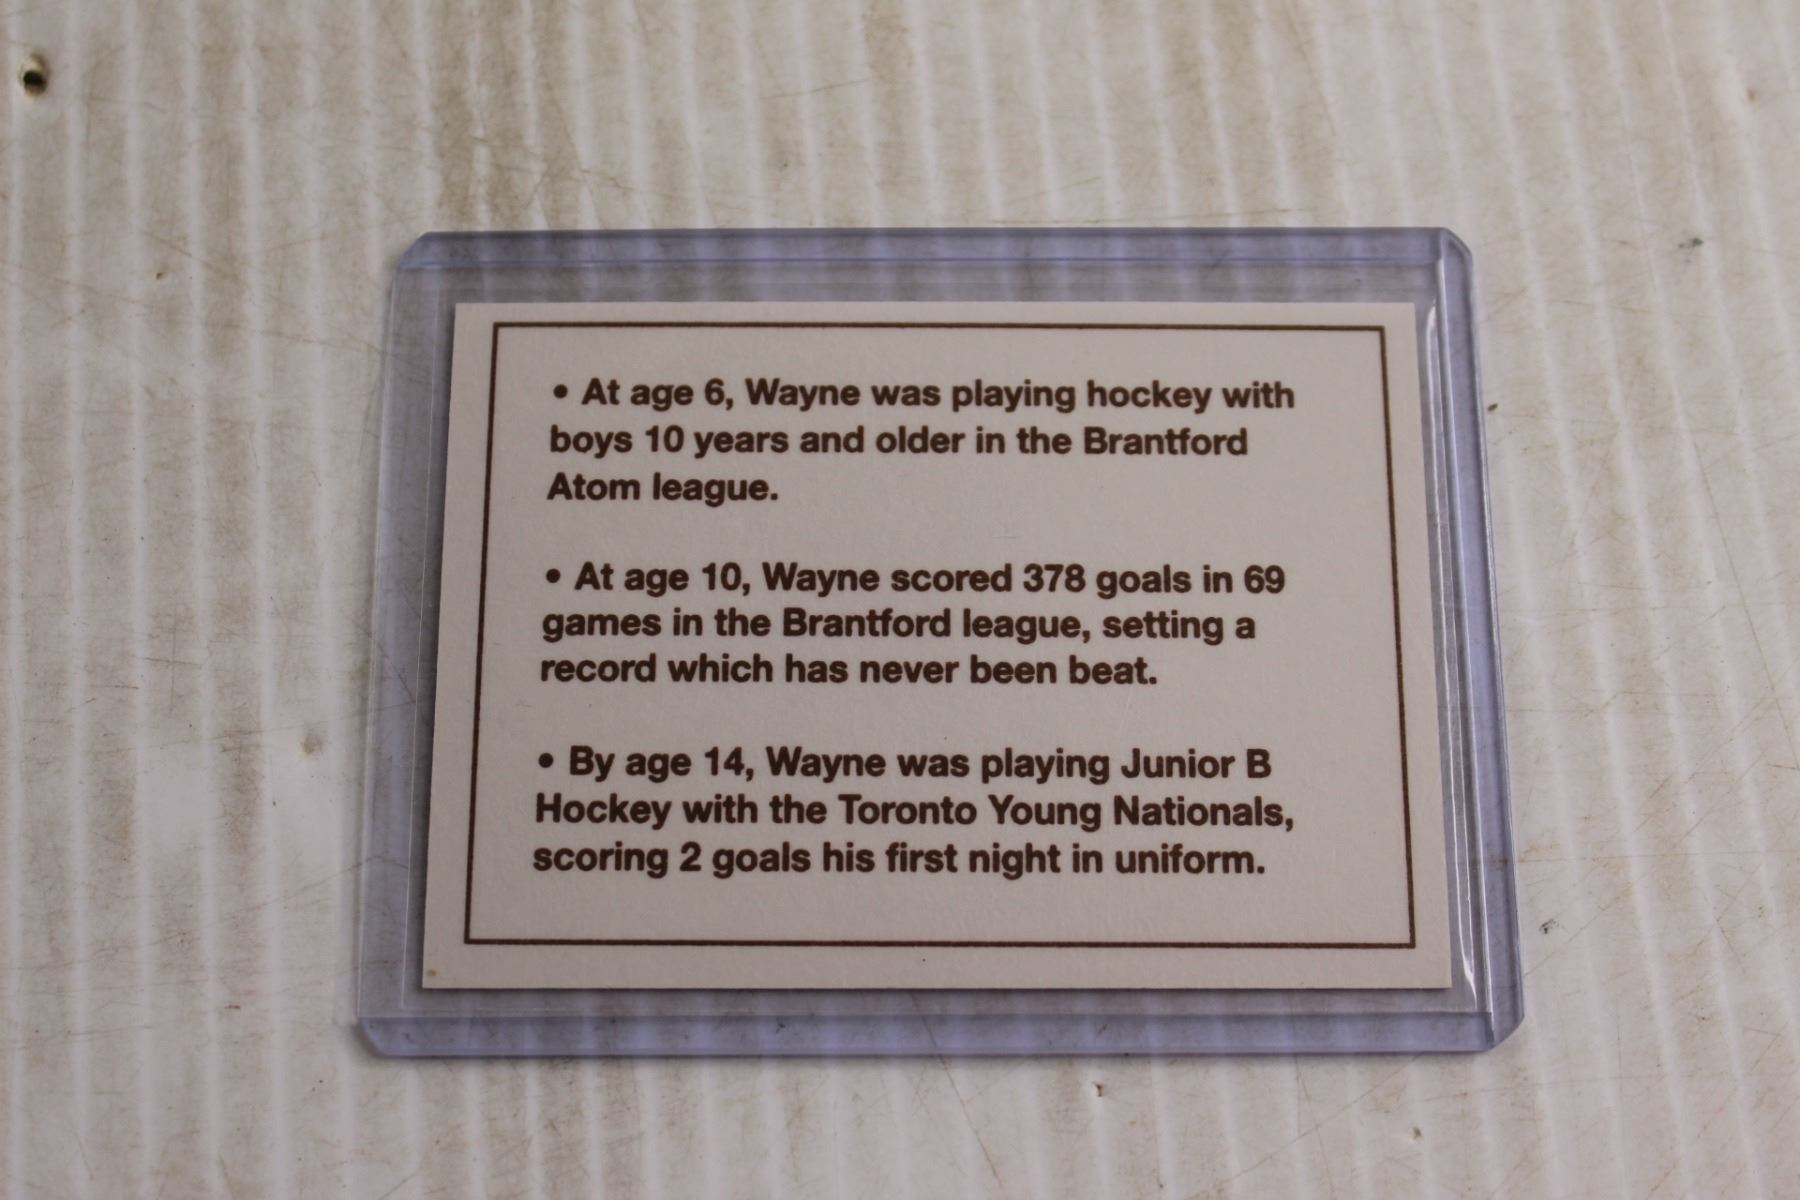 • At age 6, Wayne was playing hockey with
boys 10 years and older in the Brantford
Atom league.
• At age 10, Wayne scored 378 goals in 69
games in the Brantford league, setting a
record which has never been beat.
• By age 14, Wayne was playing Junior B
Hockey with the Toronto Young Nationals,
scoring 2 goals his first night in uniform.